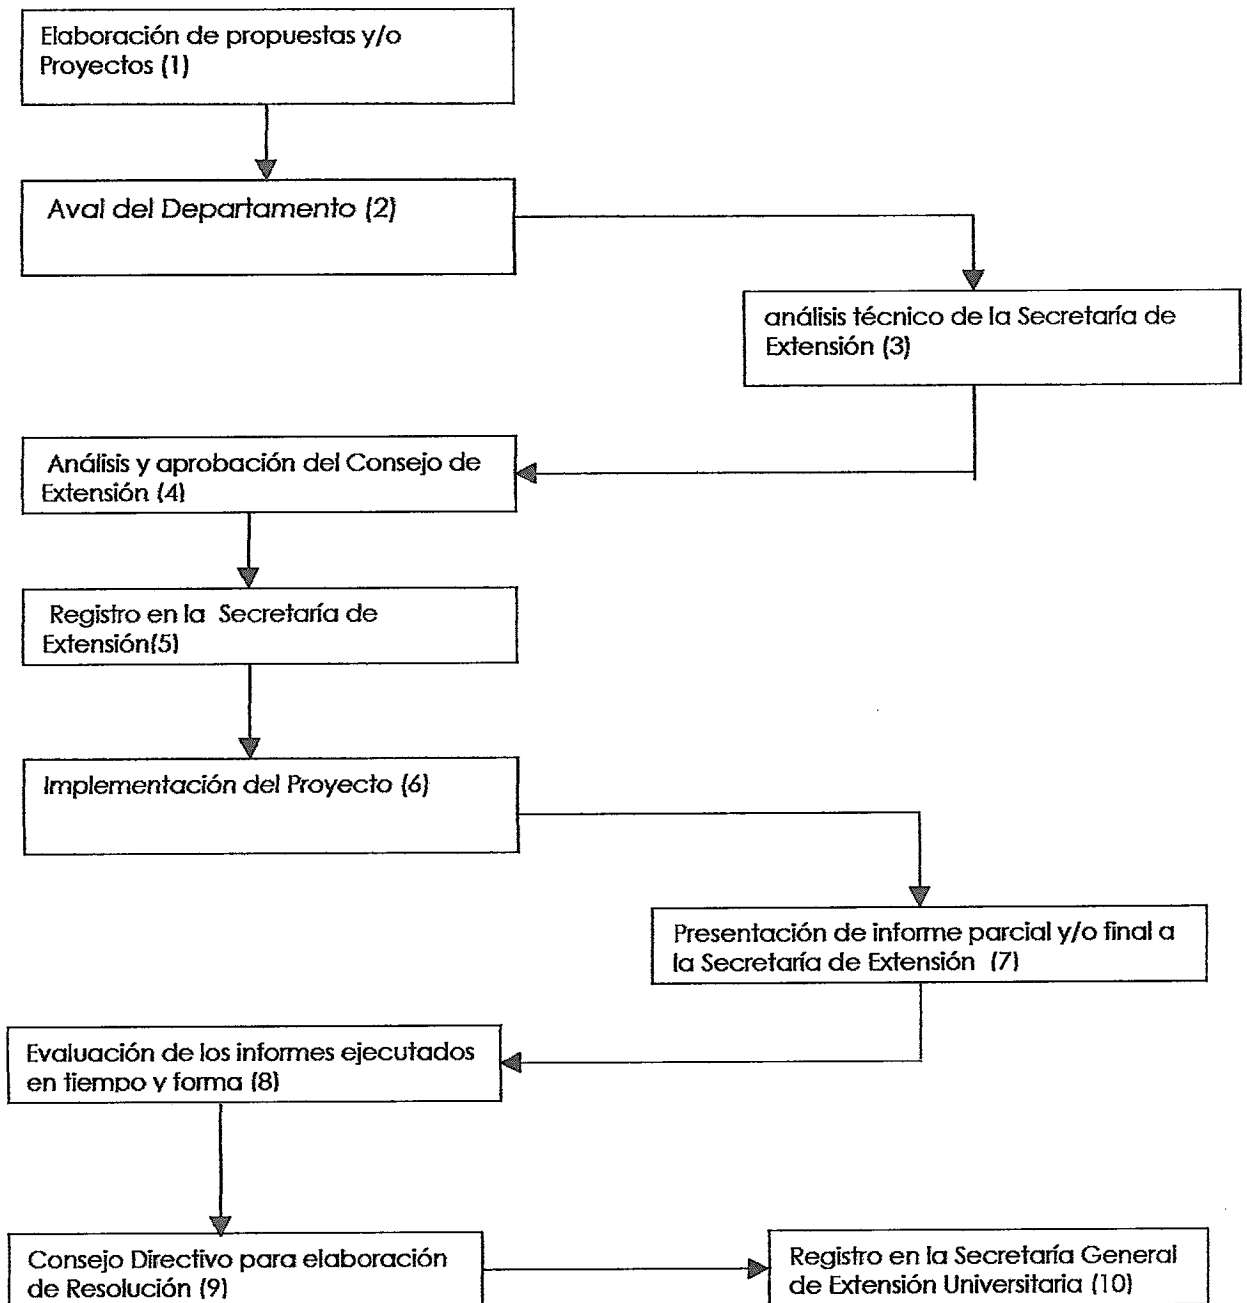 Elaboración de propuestas y/o
Proyectos (1)
Aval del Departamento (2)
análisis técnico de la Secretaría de
Extensión (3)
Análisis y aprobación del Consejo de
Extensión (4)
Registro en la Secretaría de
Extensión(5)
Implementación del Proyecto (6)
Presentación de informe parcial y/o final a
la Secretaría de Extensión (7)
Evaluación de los informes ejecutados
en tiempo y forma (8)
Consejo Directivo para elaboración
de Resolución (9)
Registro en la Secretaría General
de Extensión Universitaria (10)